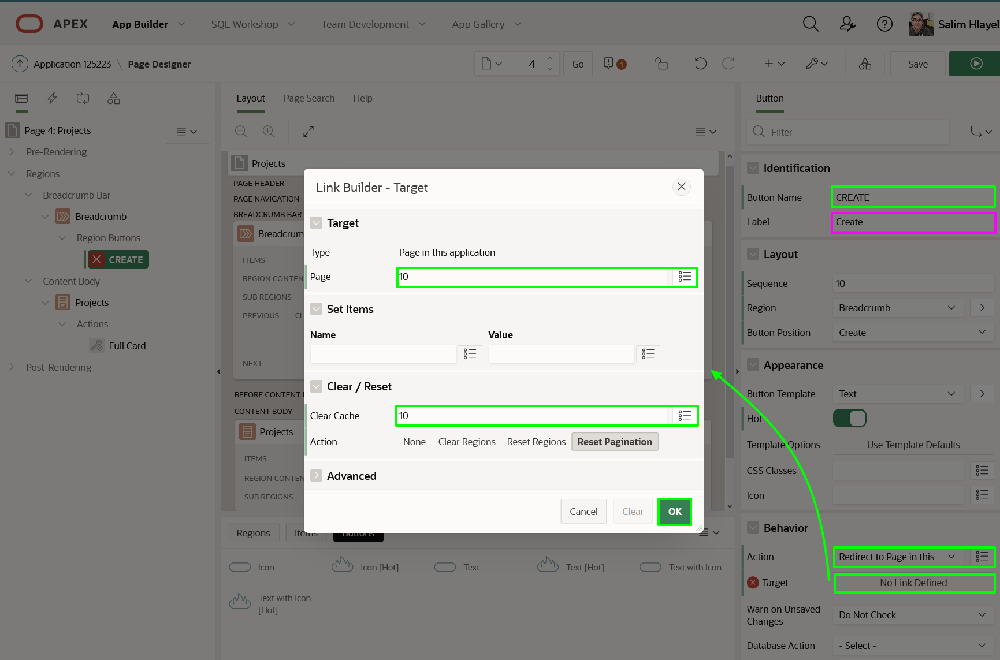 APEX App Builder SQL Workshop Team Development App Gallery Salim Hlayel
Application 125223 \ Page Designer 4 Go 1 Save
Layout Page Search Help
Button
Page 4: Projects
Pre-Rendering
Regions
Breadcrumb Bar
Breadcrumb
Region Buttons
CREATE
Content Body
Projects
Actions
Full Card
Post-Rendering
Projects
PAGE HEADER
PAGE NAVIGATION
BREADCRUMB BAR
Breadcrum
ITEMS
REGION CONTEN
SUB REGIONS
PREVIOUS CL
NEXT
BEFORE CONTENT
CONTENT BODY
Projects
ITEMS
REGION CONTEN
SUB REGIONS
Link Builder - Target
Target
Type Page in this application
Page 10
Set Items
Name Value
Clear / Reset
Clear Cache 10
Action None Clear Regions Reset Regions Reset Pagination
Advanced
Cancel Clear OK
Regions Items Buttons
Icon Icon [Hot] Text Text [Hot] Text with Icon
Text with Icon
[Hot]
Filter
Identification
Button Name CREATE
Label Create
Layout
Sequence 10
Region Breadcrumb
Button Position Create
Appearance
Button Template Text
Hot
Template Options Use Template Defaults
CSS Classes
Icon
Behavior
Action Redirect to Page in this
Target No Link Defined
Warn on Unsaved
Changes Do Not Check
Database Action - Select -